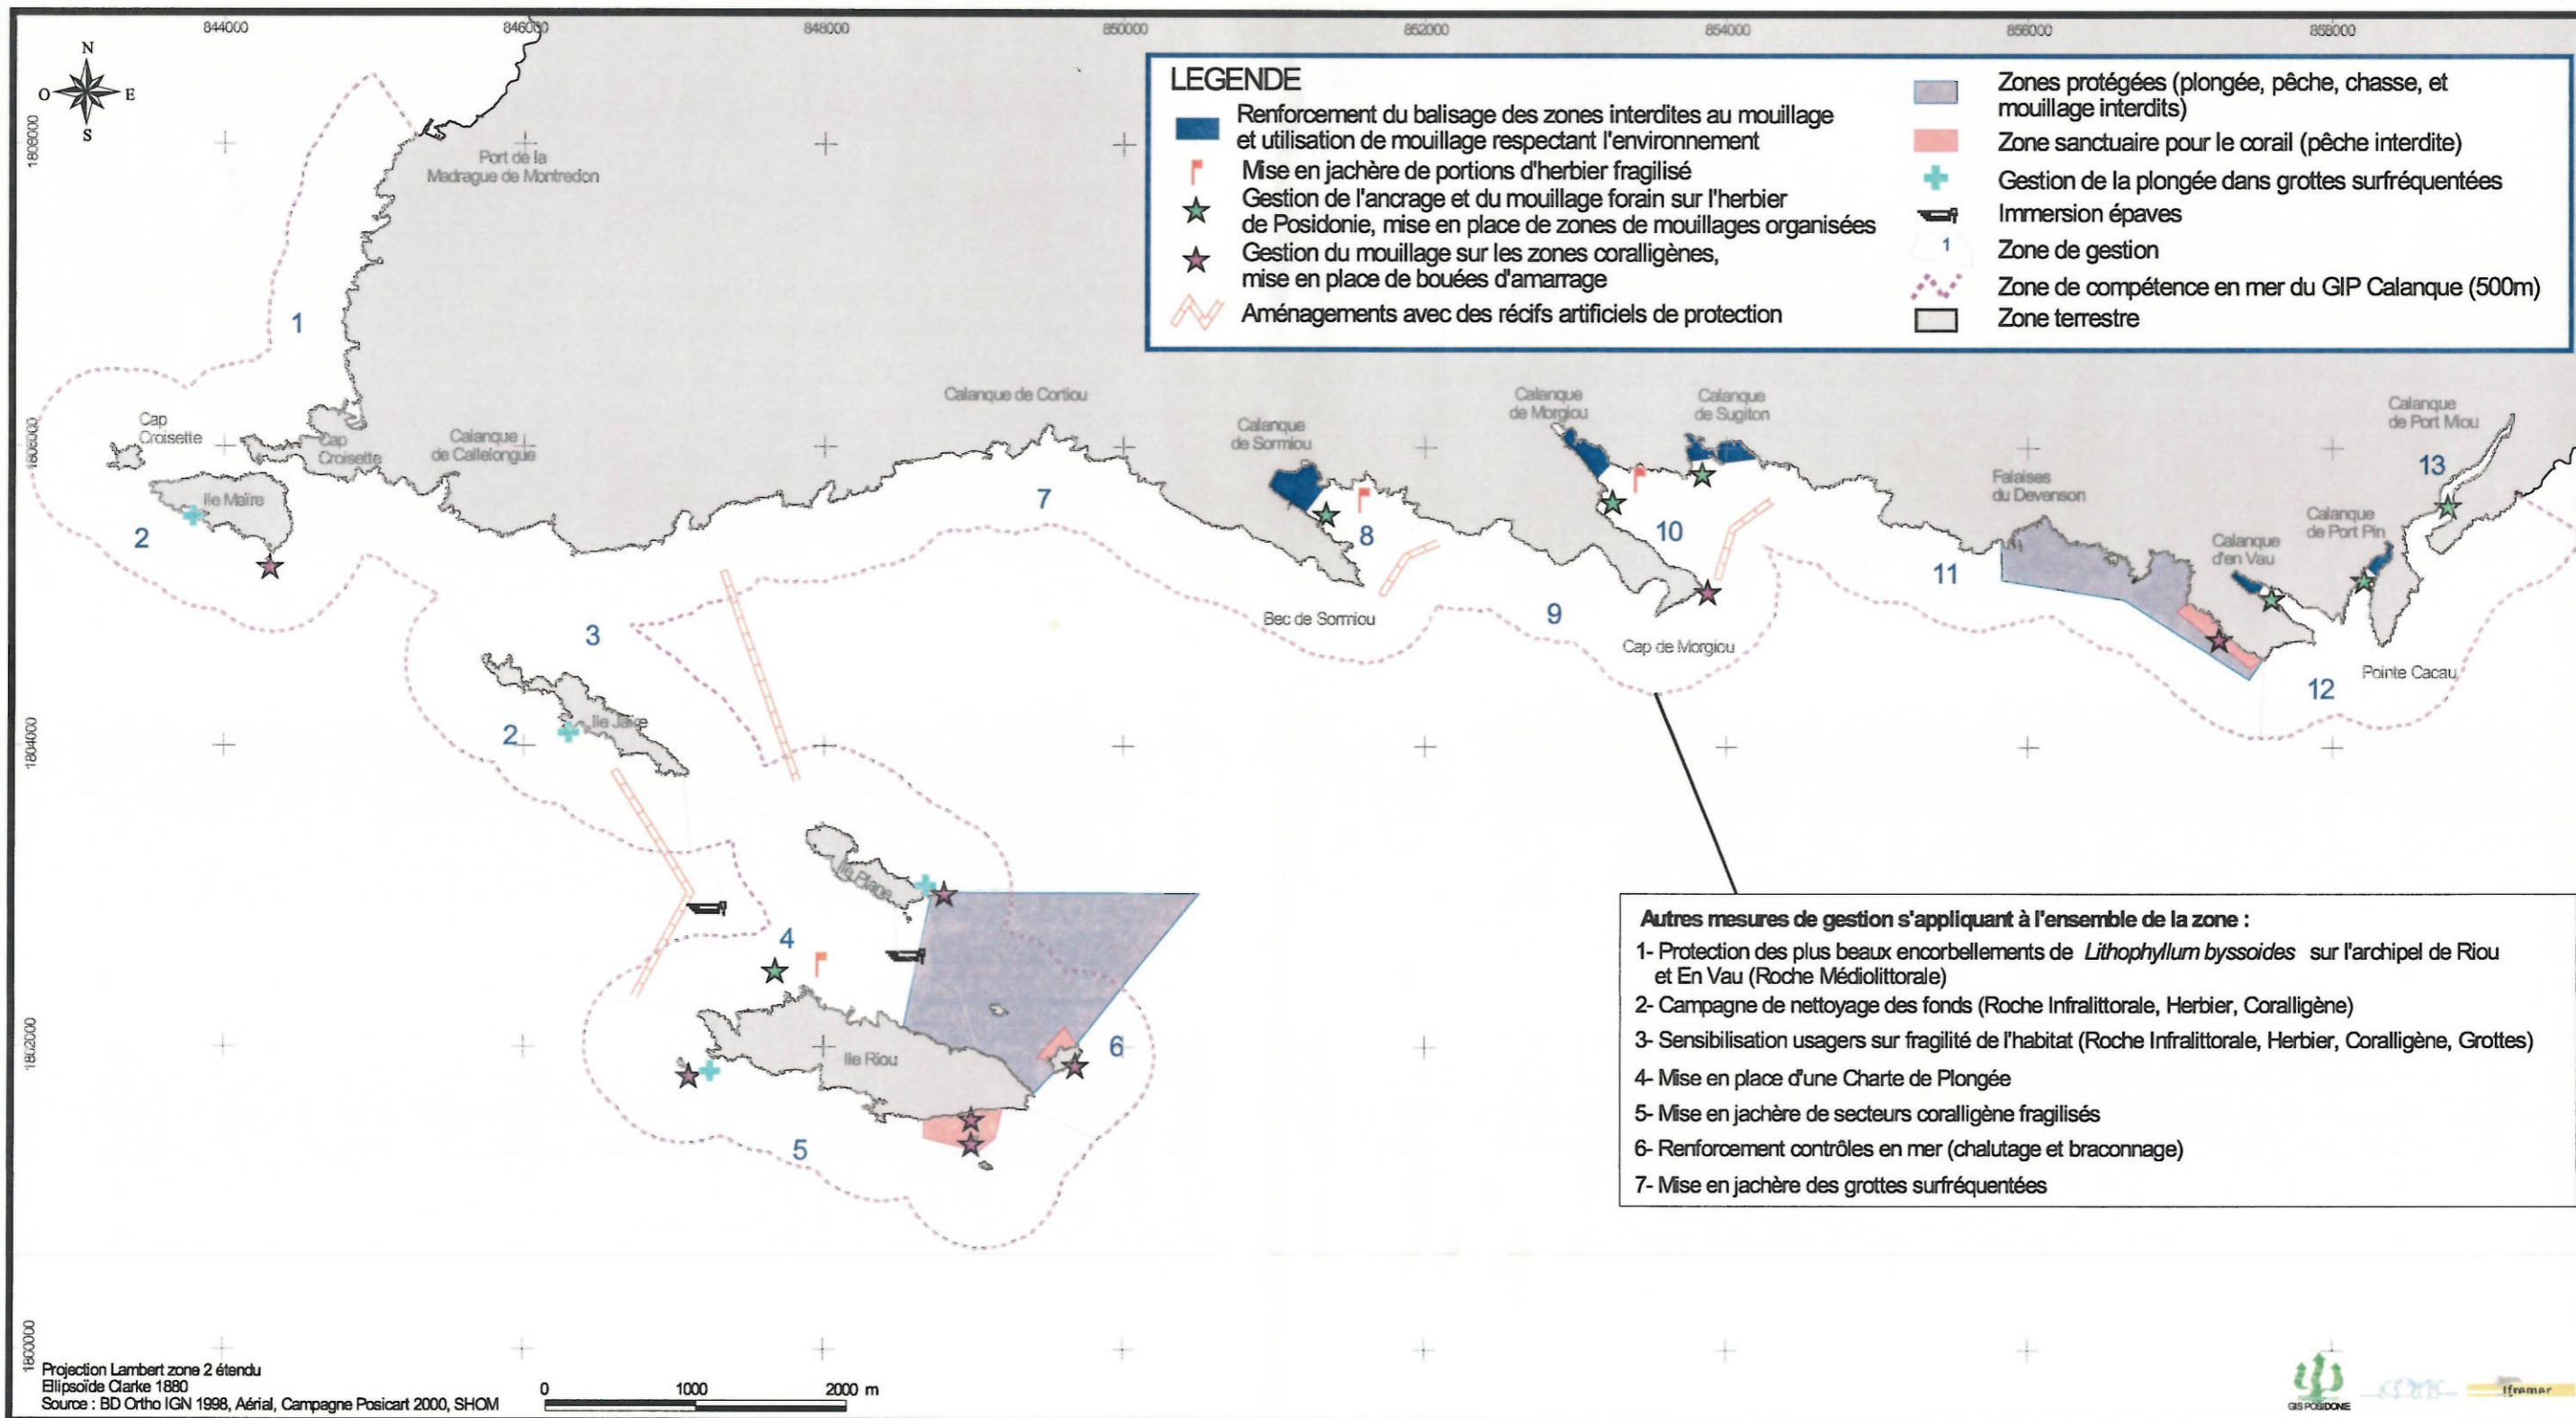 844000
846000
848000
850000
852000
854000
856000
858000
N
O
E
S
1808000
1806000
1804000
1802000
1800000
LEGENDE
Renforcement du balisage des zones interdites au mouillage
et utilisation de mouillage respectant l'environnement
Mise en jachère de portions d'herbier fragilisé
Gestion de l'ancrage et du mouillage forain sur l'herbier
de Posidonie, mise en place de zones de mouillages organisées
Gestion du mouillage sur les zones coralligènes,
mise en place de bouées d'amarrage
Aménagements avec des récifs artificiels de protection
Zones protégées (plongée, pêche, chasse, et
mouillage interdits)
Zone sanctuaire pour le corail (pêche interdite)
Gestion de la plongée dans grottes surfréquentées
Immersion épaves
1
Zone de gestion
Zone de compétence en mer du GIP Calanque (500m)
Zone terrestre
Port de la
Madrague de Montredon
1
Cap
Croisette
Cap
Croisette
Calanque
de Callelongue
Calanque de Cortiou
Calanque
de Sormiou
Calanque
de Morgiou
Calanque
de Sugiton
Calanque
de Port Miou
Ile Maïre
2
7
8
10
13
Falaises
du Devenson
Calanque
d'en Vau
Calanque
de Port Pin
11
3
Bec de Sormiou
9
Cap de Morgiou
Pointe Cacau
12
2
Ile Jaïre
Ile Plane
4
Ile Riou
6
5
Autres mesures de gestion s'appliquant à l'ensemble de la zone :
1- Protection des plus beaux encorbellements de Lithophyllum byssoides sur l'archipel de Riou
et En Vau (Roche Médiolittorale)
2- Campagne de nettoyage des fonds (Roche Infralittorale, Herbier, Coralligène)
3- Sensibilisation usagers sur fragilité de l'habitat (Roche Infralittorale, Herbier, Coralligène, Grottes)
4- Mise en place d'une Charte de Plongée
5- Mise en jachère de secteurs coralligène fragilisés
6- Renforcement contrôles en mer (chalutage et braconnage)
7- Mise en jachère des grottes surfréquentées
Projection Lambert zone 2 étendu
Ellipsoïde Clarke 1880
Source : BD Ortho IGN 1998, Aérial, Campagne Posicart 2000, SHOM
0 1000 2000 m
GIS POSIDONIE
Ifremer